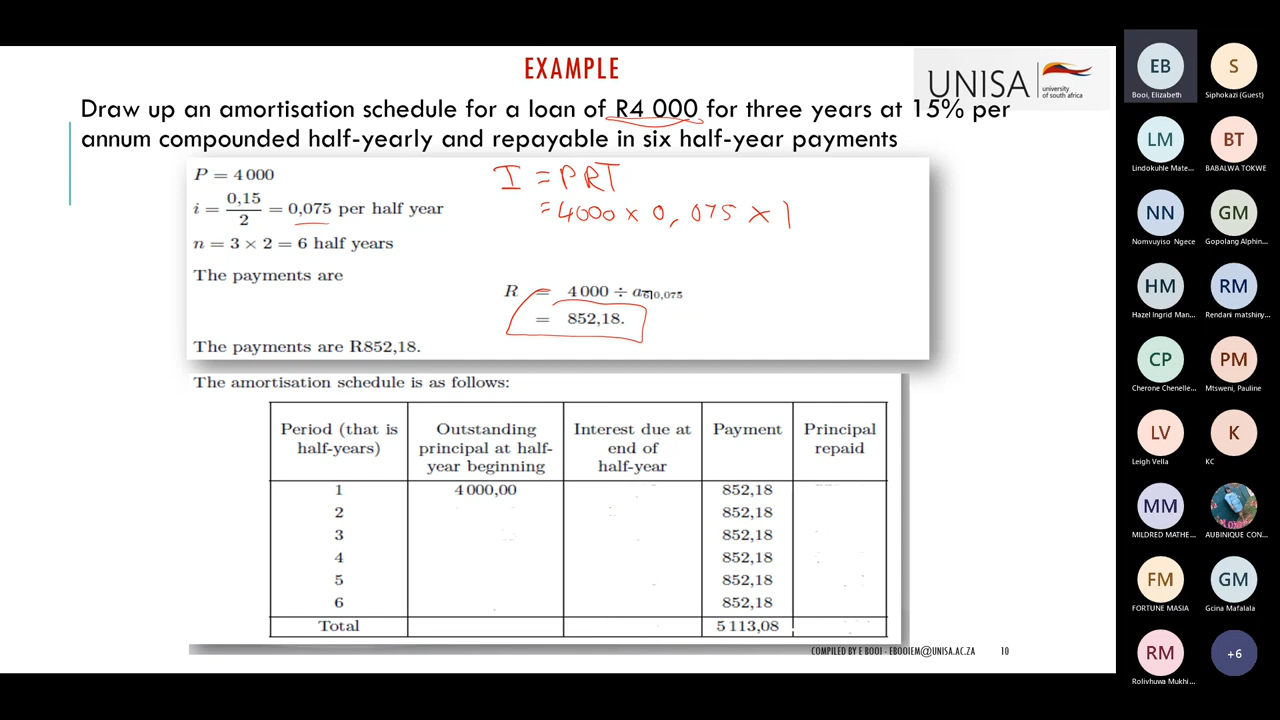 EXAMPLE
UNISA
university
of south africa
Draw up an amortisation schedule for a loan of R4 000 for three years at 15% per
annum compounded half-yearly and repayable in six half-year payments
P = 4 000
i = 0,15/2 = 0,075 per half year
n = 3 × 2 = 6 half years
The payments are
I = PRT
= 4000 × 0,075 × 1
R = 4 000 ÷ a6|0,075
= 852,18.
The payments are R852,18.
The amortisation schedule is as follows:
Period (that is half-years) Outstanding principal at half-year beginning Interest due at end of half-year Payment Principal repaid
1 4 000,00 852,18
2 852,18
3 852,18
4 852,18
5 852,18
6 852,18
Total 5 113,08
COMPILED BY E BOOI - EBOOIEM@UNISA.AC.ZA 10
EB S
Booi, Elizabeth Siphokazi (Guest)
LM BT
Lindokuhle Mate... BABALWA TOKWE
NN GM
Nomvuyiso Ngece Gopolang Alphin...
HM RM
Hazel Ingrid Man... Rendani matshiny...
CP PM
Cherone Chenelle... Mtsweni, Pauline
LV K
Leigh Vella KC
MM
MILDRED MATHE... AUBINIQUE CON...
FM GM
FORTUNE MASIA Gcina Mafalala
RM +6
Rolivhuwa Mukhi...